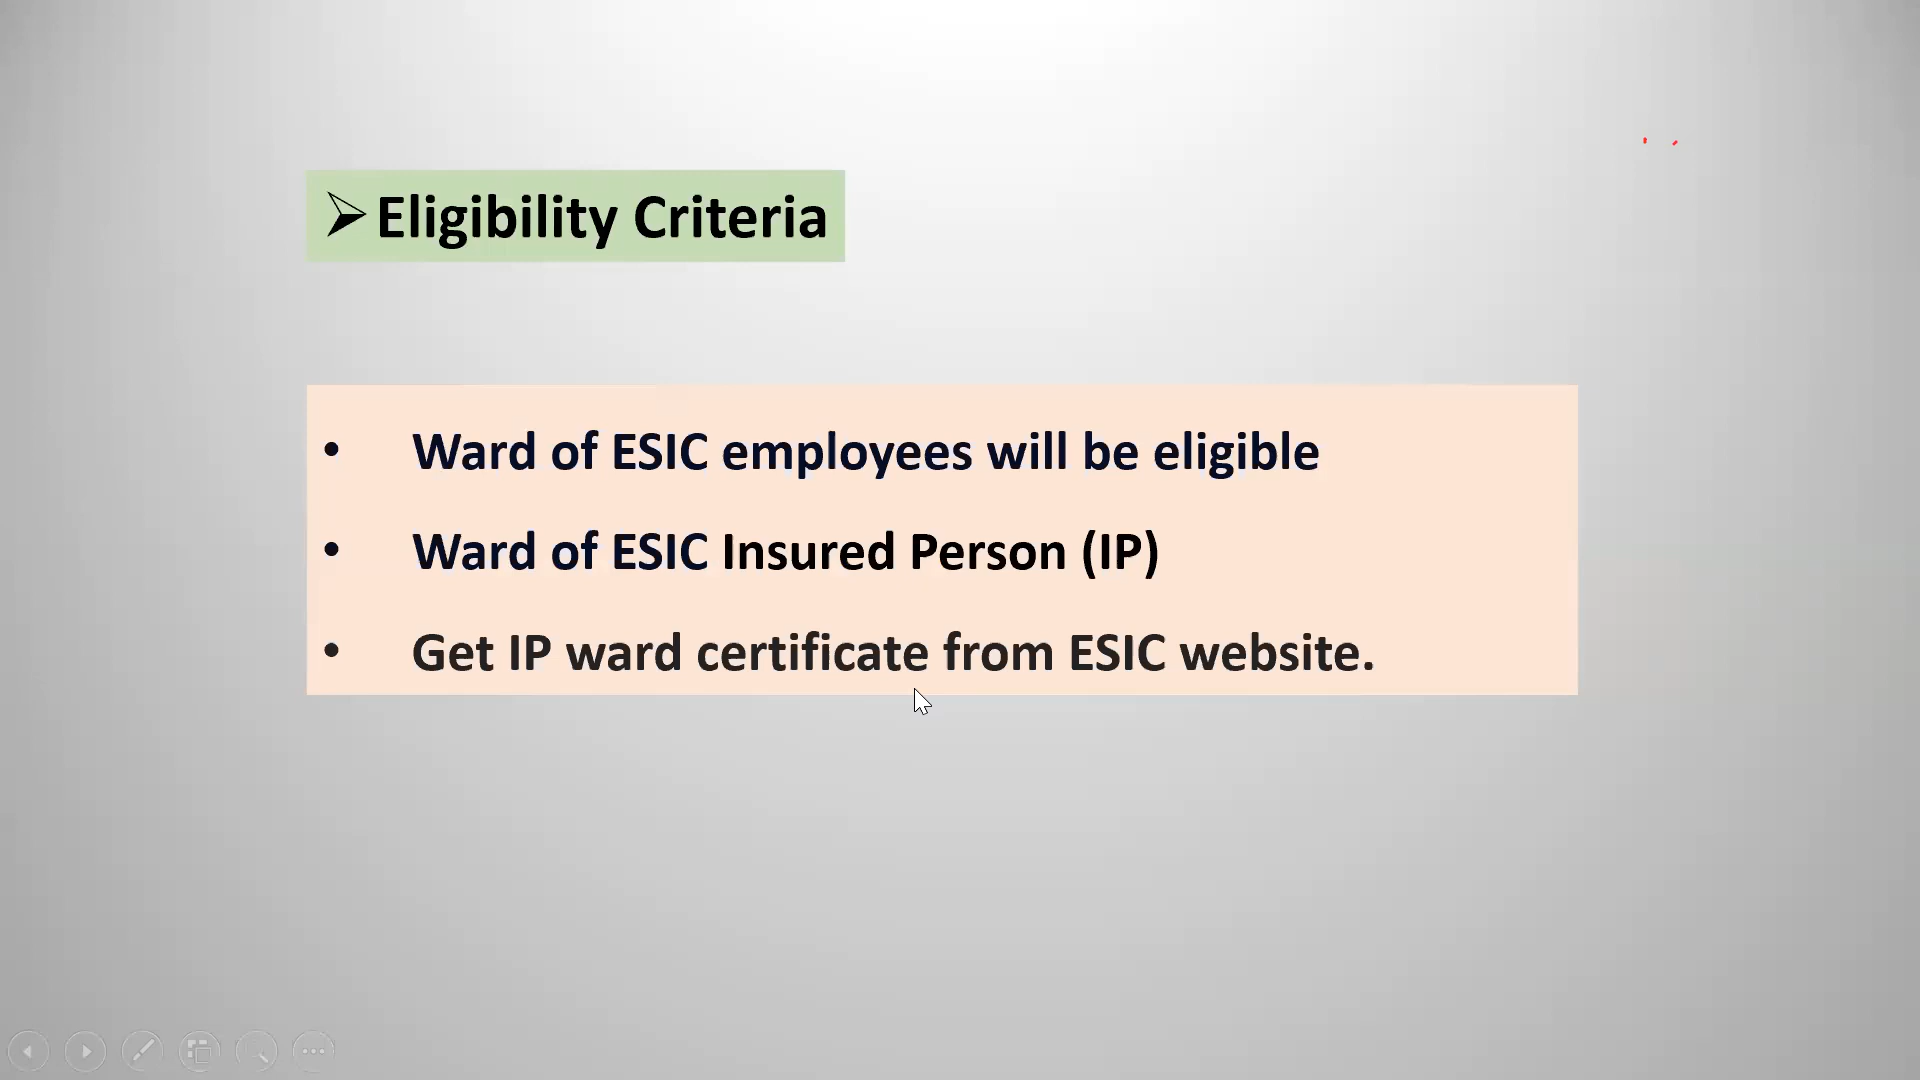 ➢Eligibility Criteria
• Ward of ESIC employees will be eligible
• Ward of ESIC Insured Person (IP)
• Get IP ward certificate from ESIC website.